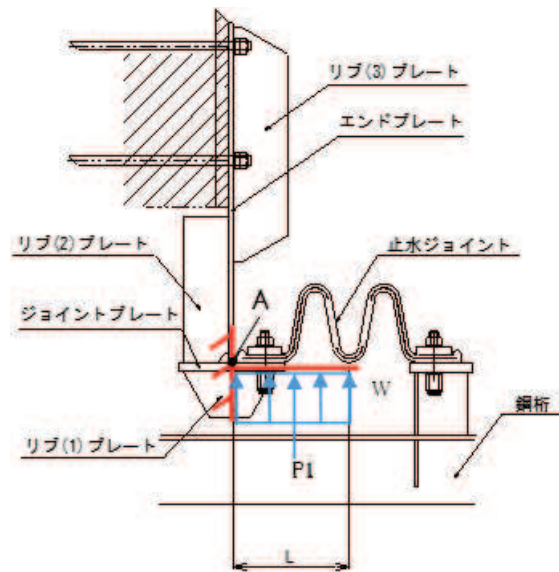 リブ(3)プレート
エンドプレート
リブ(2)プレート
止水ジョイント
A
ジョイントプレート
W
鋼桁
リブ(1)プレート
P1
L